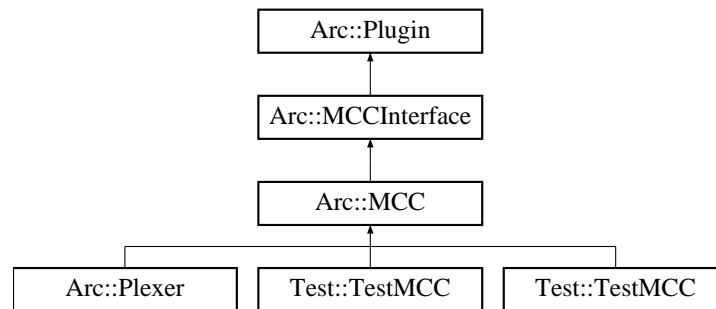 Arc::Plugin
Arc::MCCInterface
Arc::MCC
Arc::Plexer
Test::TestMCC
Test::TestMCC